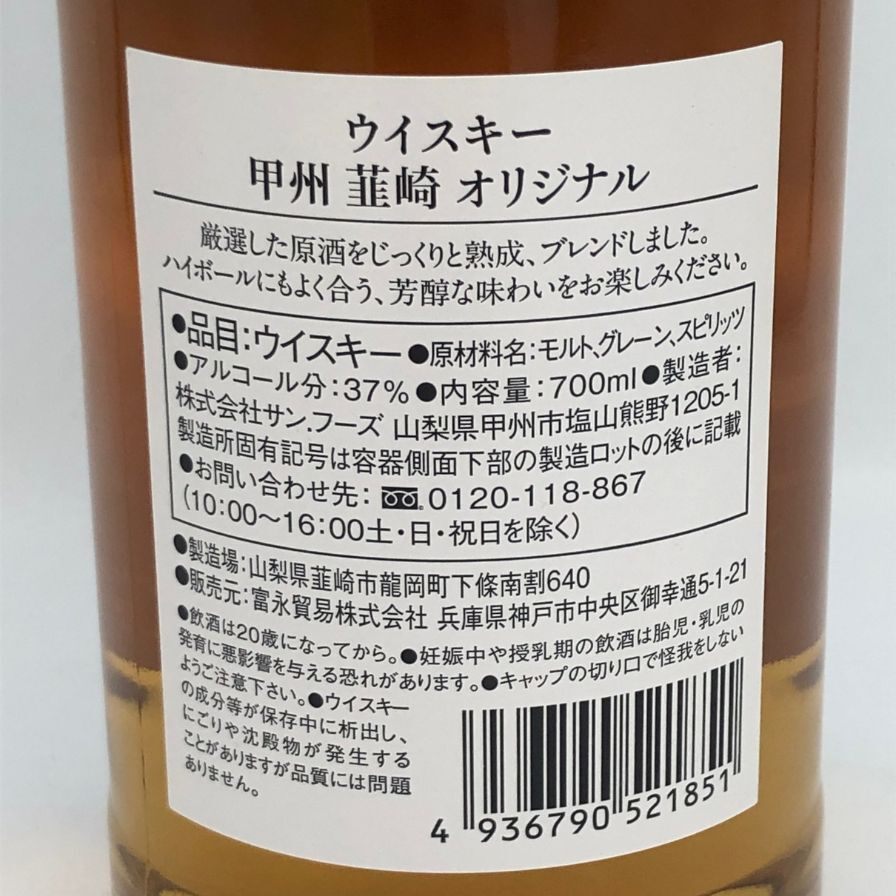 ウイスキー
甲州 韮崎 オリジナル
厳選した原酒をじっくりと熟成、ブレンドしました。
ハイボールにもよく合う、芳醇な味わいをお楽しみください。
●品目：ウイスキー ●原材料名：モルト、グレーン、スピリッツ
●アルコール分：37％ ●内容量：700ml ●製造者：
株式会社サン.フーズ 山梨県甲州市塩山熊野1205-1
製造所固有記号は容器側面下部の製造ロットの後に記載
●お問い合わせ先：0120-118-867
（10:00～16:00土・日・祝日を除く）
●製造場：山梨県韮崎市龍岡町下條南割640
●販売元：富永貿易株式会社 兵庫県神戸市中央区御幸通5-1-21
●飲酒は20歳になってから。●妊娠中や授乳期の飲酒は胎児・乳児の
発育に悪影響を与える恐れがあります。●キャップの切り口で怪我をしない
ようご注意下さい。●ウイスキー
の成分等が保存中に析出し、
にごりや沈殿物が発生する
ことがありますが品質には問題
ありません。
4 936790 521851